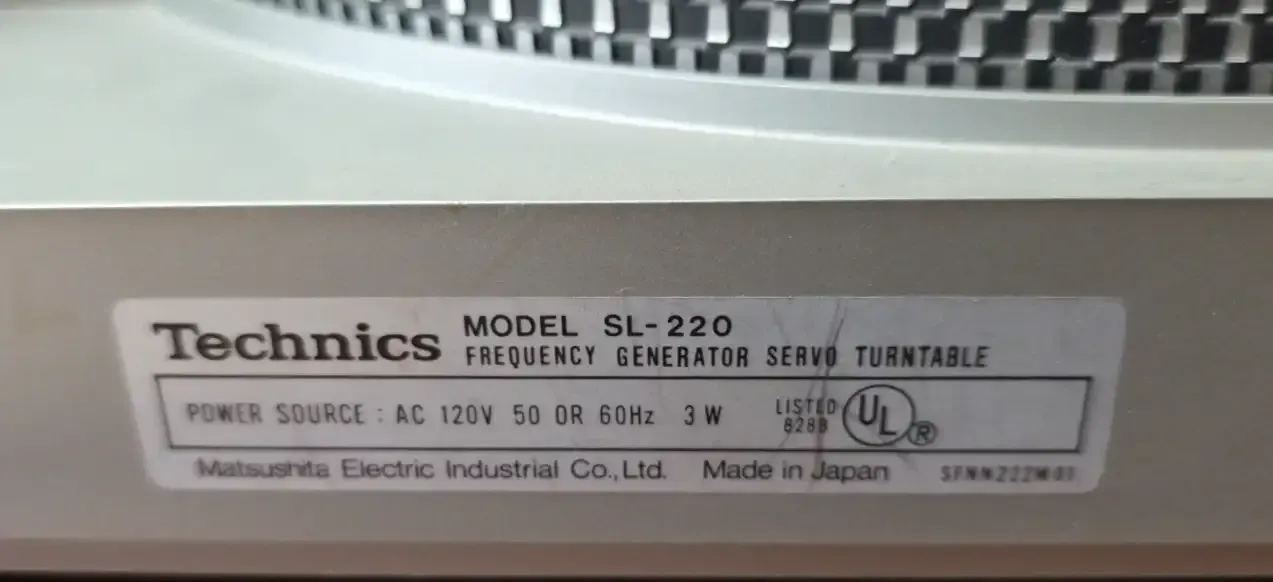 Technics MODEL SL-220
FREQUENCY GENERATOR SERVO TURNTABLE
POWER SOURCE : AC 120V 50 OR 60Hz 3 W LISTED 828B UL ®
Matsushita Electric Industrial Co., Ltd. Made in Japan SFNN222M01